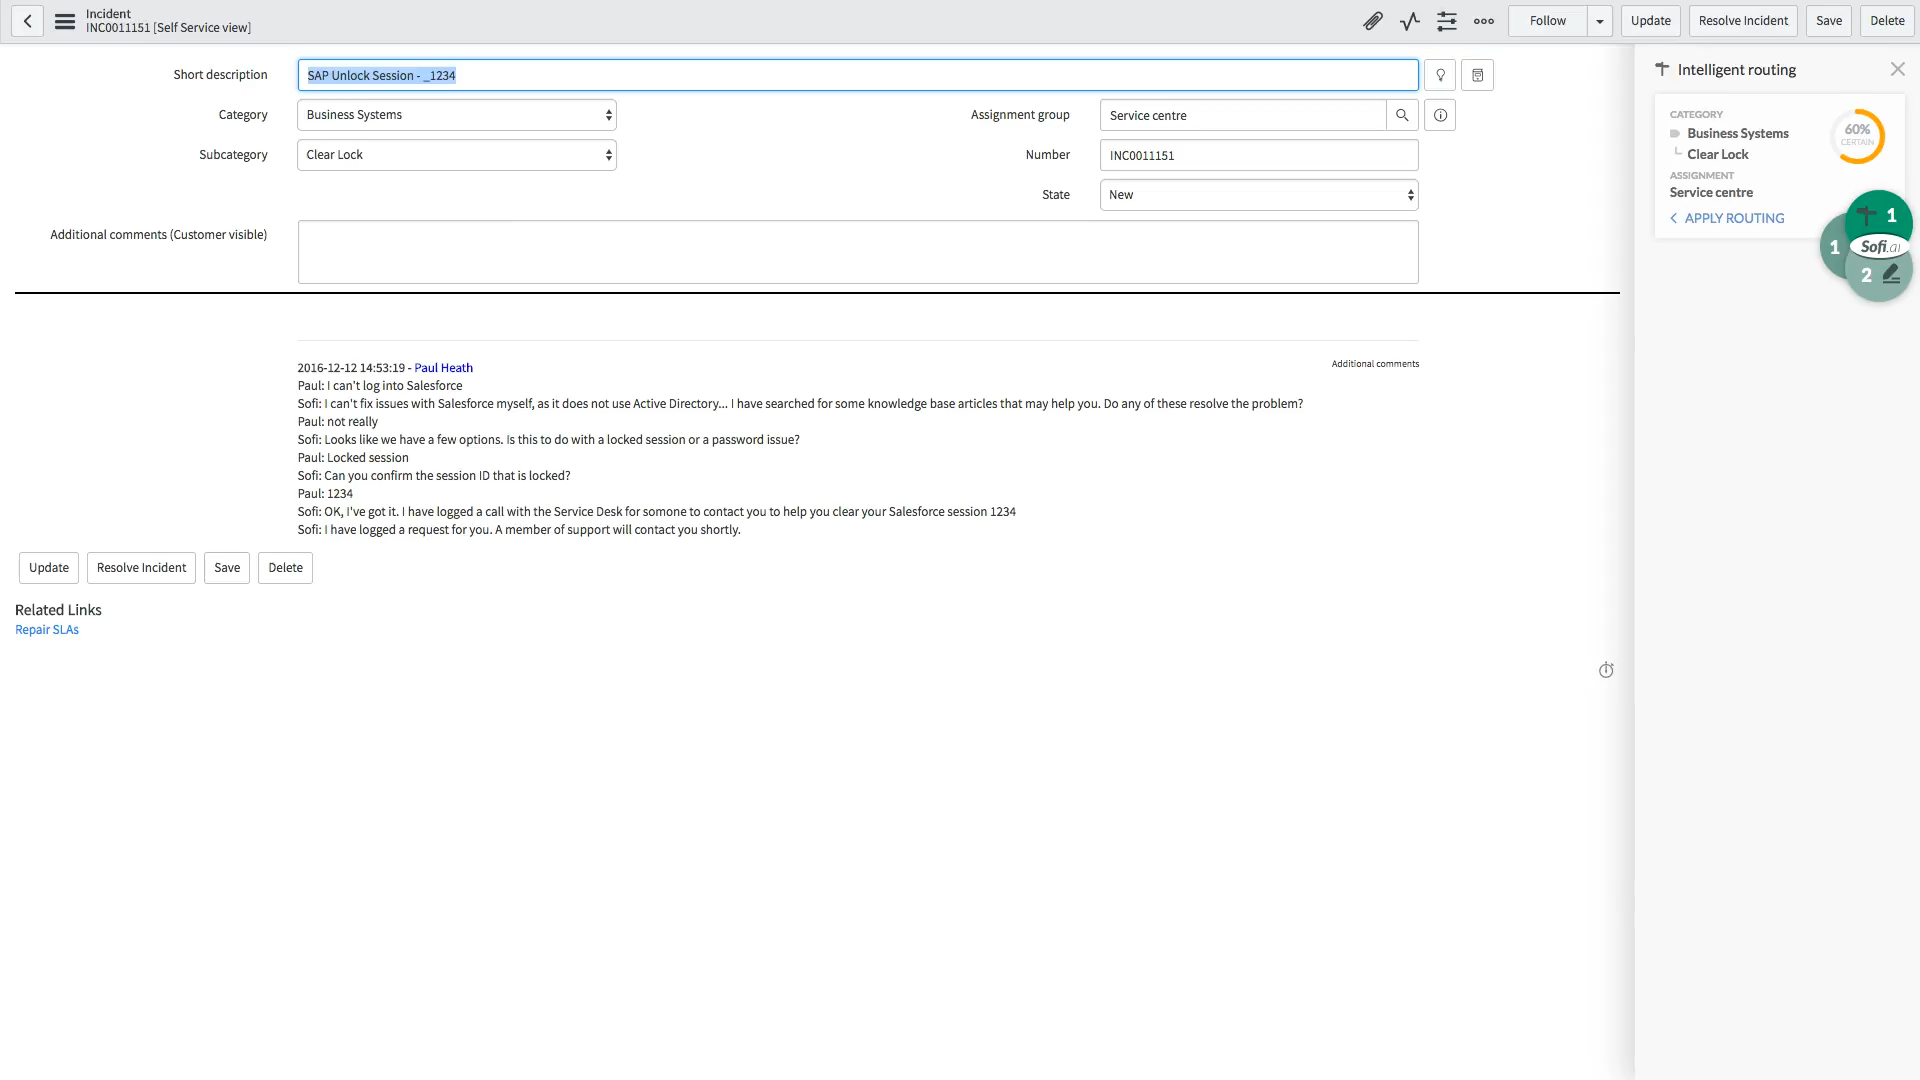 Incident
INC0011151 [Self Service view]
Follow
Update
Resolve Incident
Save
Delete
Short description
SAP Unlock Session - _1234
Category
Business Systems
Assignment group
Service centre
Subcategory
Clear Lock
Number
INC0011151
State
New
Additional comments (Customer visible)
2016-12-12 14:53:19 - Paul Heath
Additional comments
Paul: I can't log into Salesforce
Sofi: I can't fix issues with Salesforce myself, as it does not use Active Directory... I have searched for some knowledge base articles that may help you. Do any of these resolve the problem?
Paul: not really
Sofi: Looks like we have a few options. Is this to do with a locked session or a password issue?
Paul: Locked session
Sofi: Can you confirm the session ID that is locked?
Paul: 1234
Sofi: OK, I've got it. I have logged a call with the Service Desk for somone to contact you to help you clear your Salesforce session 1234
Sofi: I have logged a request for you. A member of support will contact you shortly.
Update
Resolve Incident
Save
Delete
Related Links
Repair SLAs
Intelligent routing
CATEGORY
Business Systems
Clear Lock
60%
CERTAIN
ASSIGNMENT
Service centre
APPLY ROUTING
1
1
Sofi.ai
2